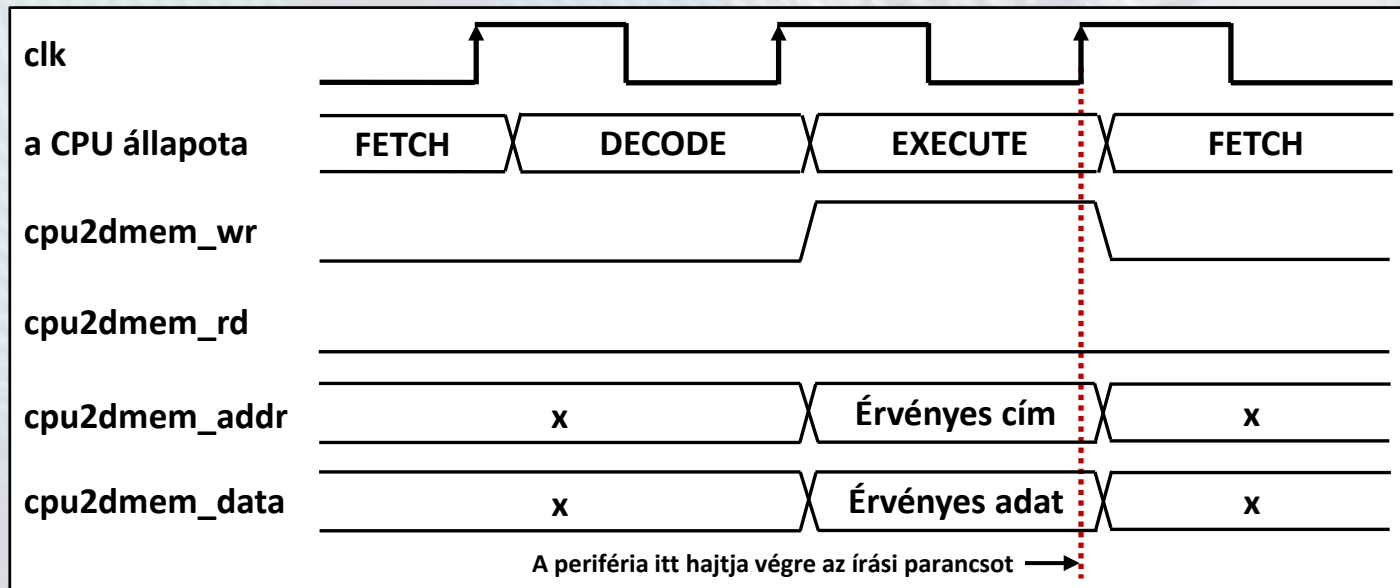 clk
a CPU állapota FETCH DECODE EXECUTE FETCH
cpu2dmem_wr
cpu2dmem_rd
cpu2dmem_addr x Érvényes cím x
cpu2dmem_data x Érvényes adat x
A periféria itt hajtja végre az írási parancsot